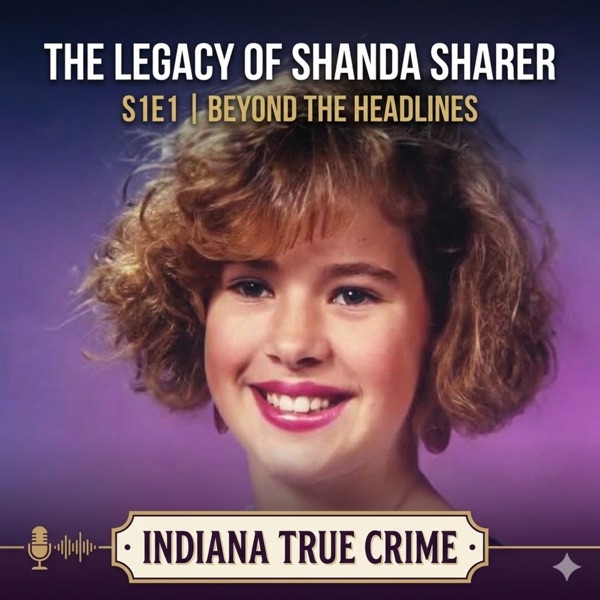 THE LEGACY OF SHANDA SHARER
S1E1 | BEYOND THE HEADLINES
· INDIANA TRUE CRIME ·